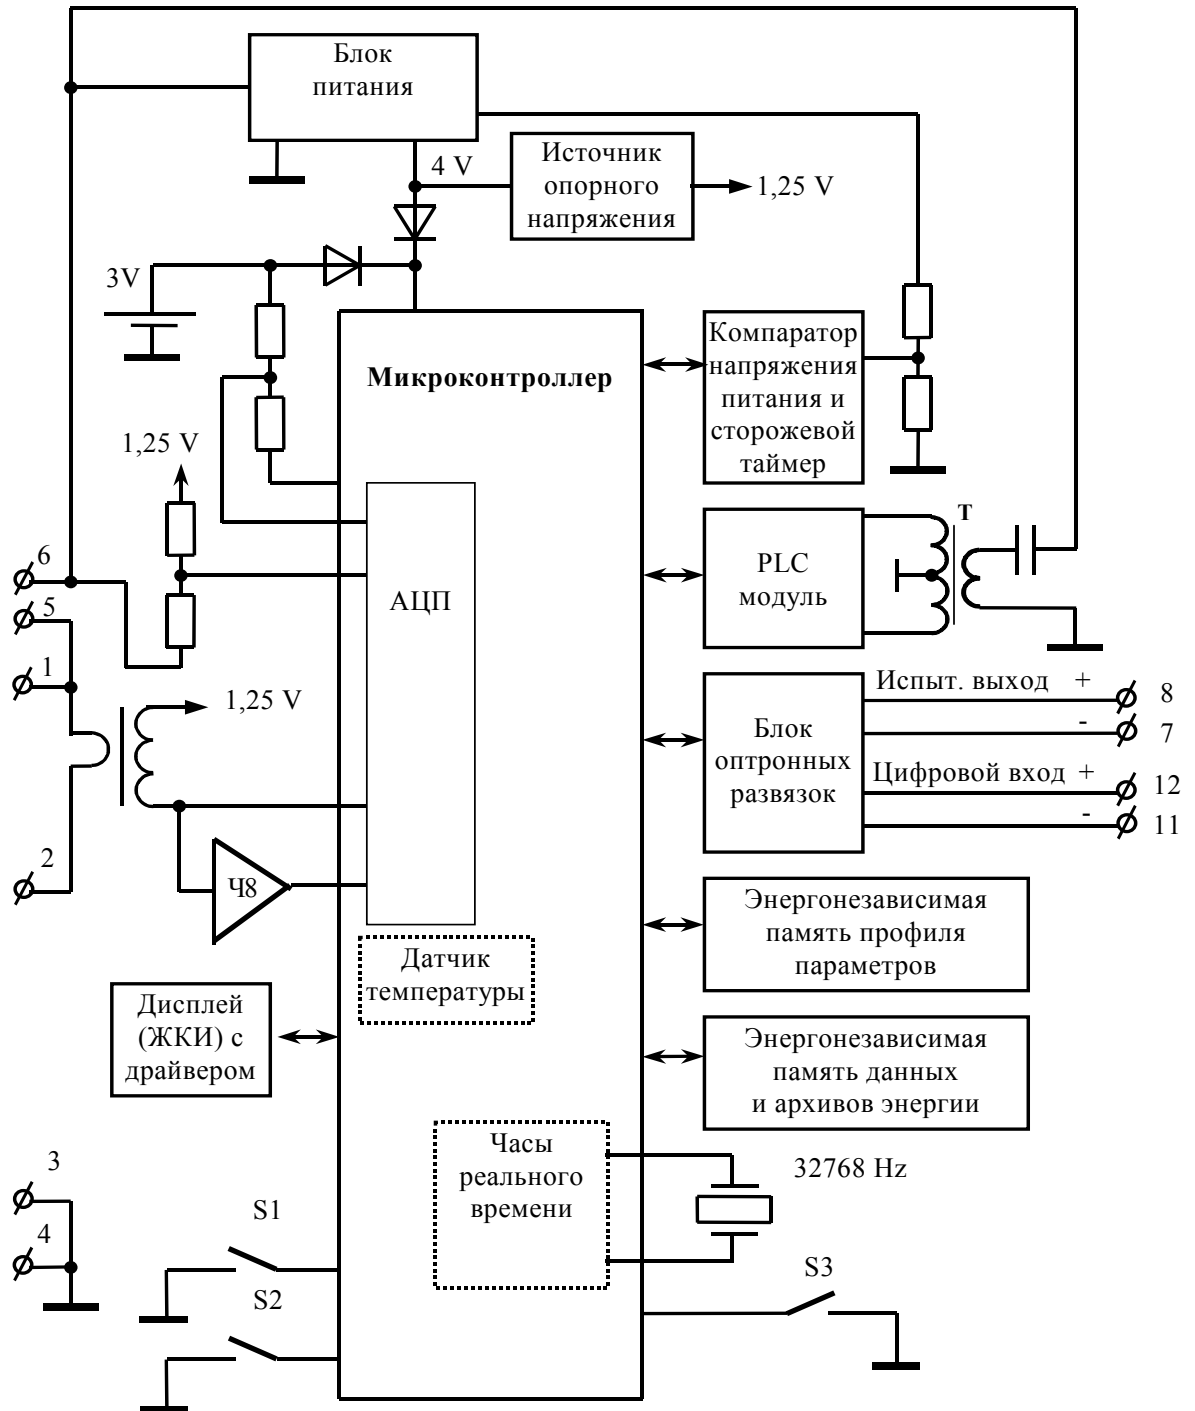 Блок
питания
4 V
Источник
опорного
напряжения
1,25 V
3V
Микроконтроллер
Компаратор
напряжения
питания и
сторожевой
таймер
1,25 V
АЦП
PLC
модуль
T
6
5
1
1,25 V
2
Ч8
Блок
оптронных
развязок
Испыт. выход +
8
-
7
Цифровой вход +
12
-
11
Датчик
температуры
Энергонезависимая
память профиля
параметров
Дисплей
(ЖКИ) с
драйвером
Энергонезависимая
память данных
и архивов энергии
Часы
реального
времени
32768 Hz
3
4
S1
S2
S3